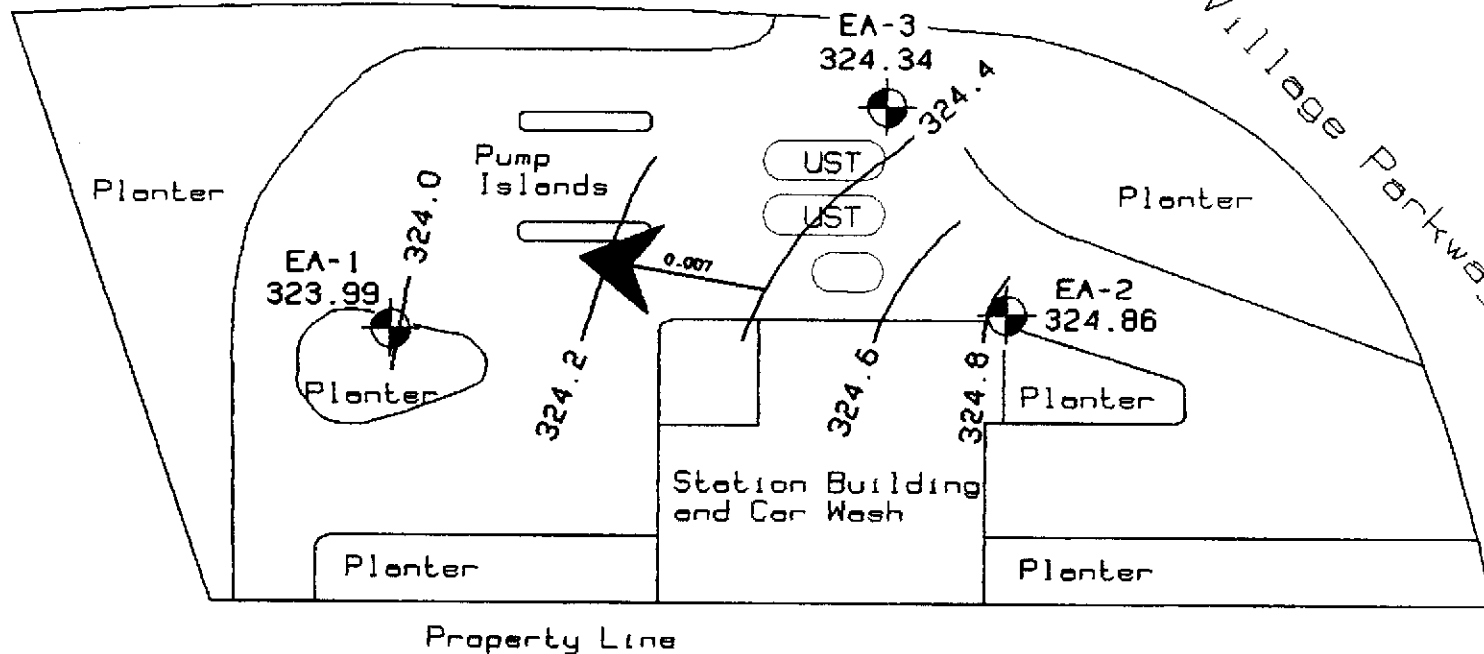 Village Parkway
EA-3
324.34
324.4
Pump
Islands
UST
UST
Planter
Planter
324.0
EA-1
323.99
0.007
EA-2
324.86
Planter
324.2
324.6
324.8
Planter
Station Building
and Car Wash
Planter
Planter
Property Line